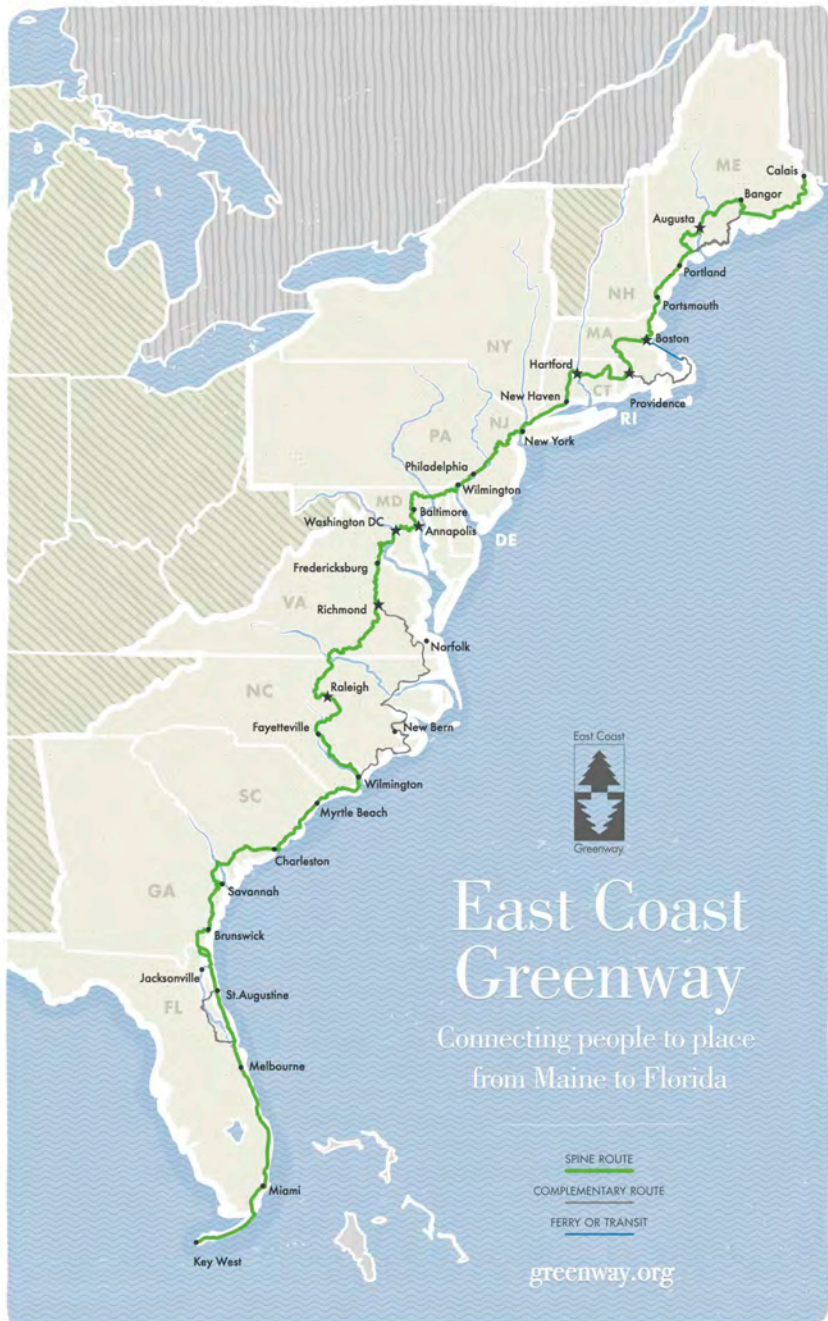 ME
Calais
Bangor
Augusta
Portland
NH
Portsmouth
MA
Boston
NY
Hartford
CT
Providence
RI
New Haven
NJ
New York
PA
Philadelphia
Wilmington
MD
Baltimore
Washington DC
Annapolis
DE
Fredericksburg
VA
Richmond
Norfolk
NC
Raleigh
Fayetteville
New Bern
Wilmington
SC
Myrtle Beach
Charleston
GA
Savannah
Brunswick
Jacksonville
St.Augustine
FL
Melbourne
Miami
Key West
East Coast
Greenway
East Coast
Greenway
Connecting people to place
from Maine to Florida
SPINE ROUTE
COMPLEMENTARY ROUTE
FERRY OR TRANSIT
greenway.org